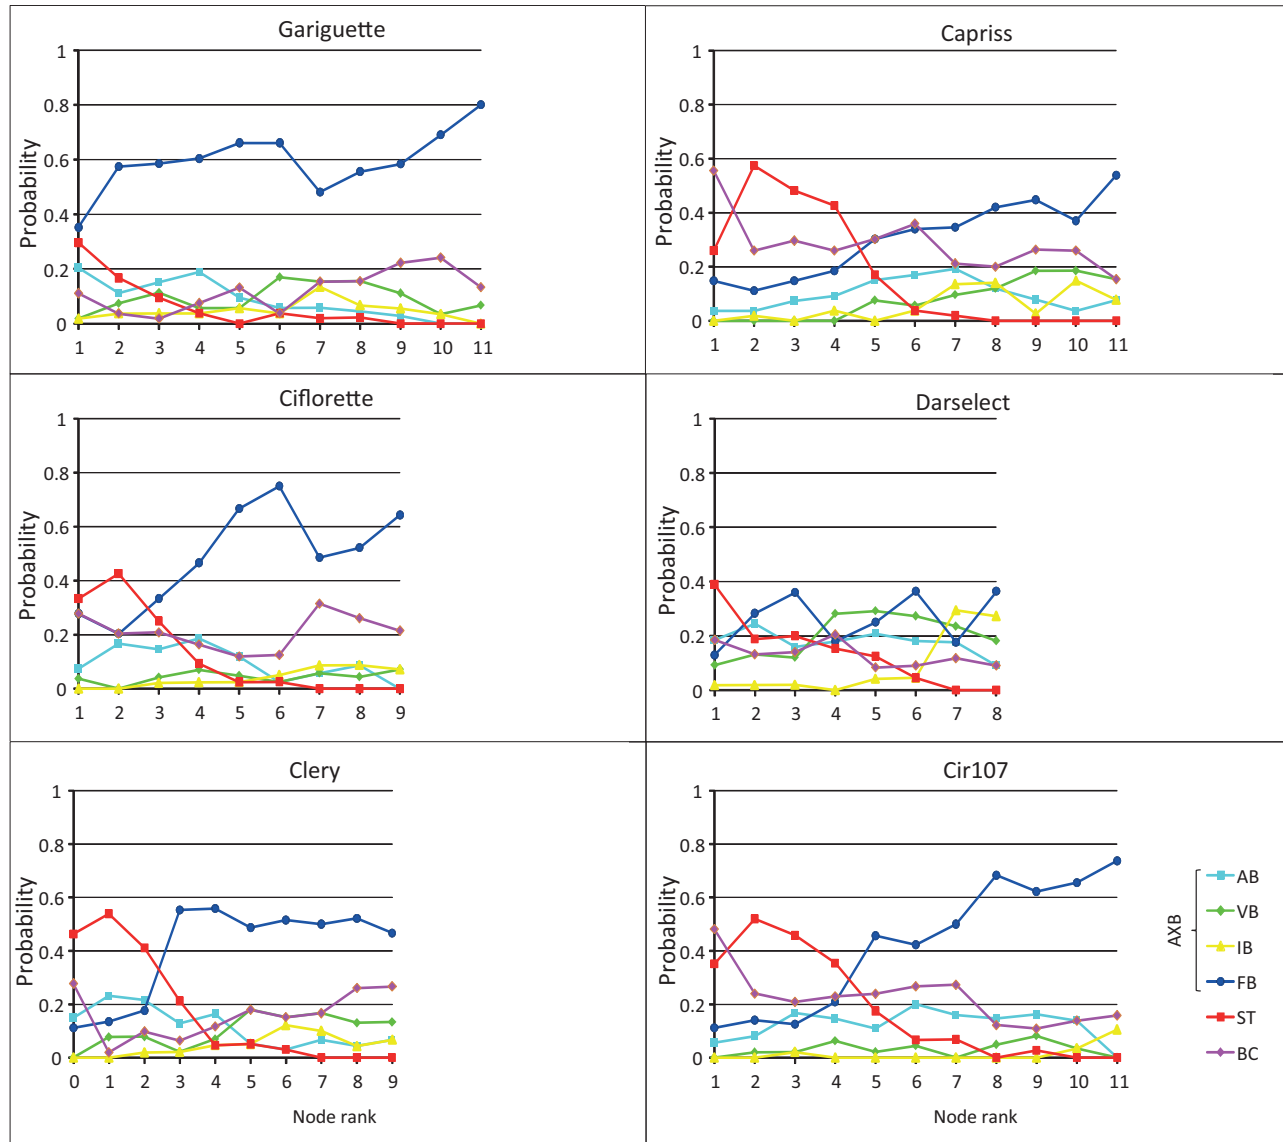 Gariguette
Probability
1
0.8
0.6
0.4
0.2
0
1 2 3 4 5 6 7 8 9 10 11
Capriss
Probability
1
0.8
0.6
0.4
0.2
0
1 2 3 4 5 6 7 8 9 10 11
Ciflorette
Probability
1
0.8
0.6
0.4
0.2
0
1 2 3 4 5 6 7 8 9
Darselect
Probability
1
0.8
0.6
0.4
0.2
0
1 2 3 4 5 6 7 8
Clery
Probability
1
0.8
0.6
0.4
0.2
0
0 1 2 3 4 5 6 7 8 9
Node rank
Cir107
Probability
1
0.8
0.6
0.4
0.2
0
1 2 3 4 5 6 7 8 9 10 11
Node rank
AXB
AB
VB
IB
FB
ST
BC